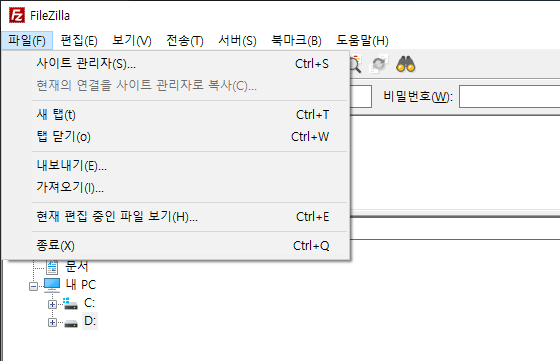 FileZilla
파일(F) 편집(E) 보기(V) 전송(T) 서버(S) 북마크(B) 도움말(H)
사이트 관리자(S)... Ctrl+S
현재의 연결을 사이트 관리자로 복사(C)...
비밀번호(W):
새 탭(t) Ctrl+T
탭 닫기(o) Ctrl+W
내보내기(E)...
가져오기(I)...
현재 편집 중인 파일 보기(H)... Ctrl+E
종료(X) Ctrl+Q
문서
내 PC
C:
D: